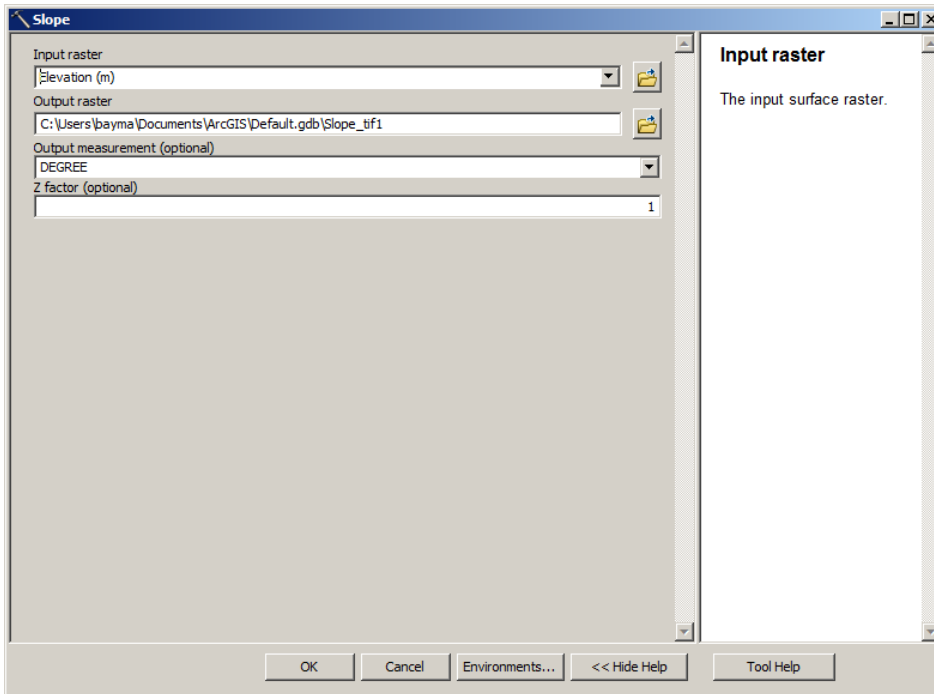 Slope
Input raster
Elevation (m)
Output raster
C:\Users\bayma\Documents\ArcGIS\Default.gdb\Slope_tif1
Output measurement (optional)
DEGREE
Z factor (optional)
1
Input raster
The input surface raster.
OK
Cancel
Environments...
<< Hide Help
Tool Help